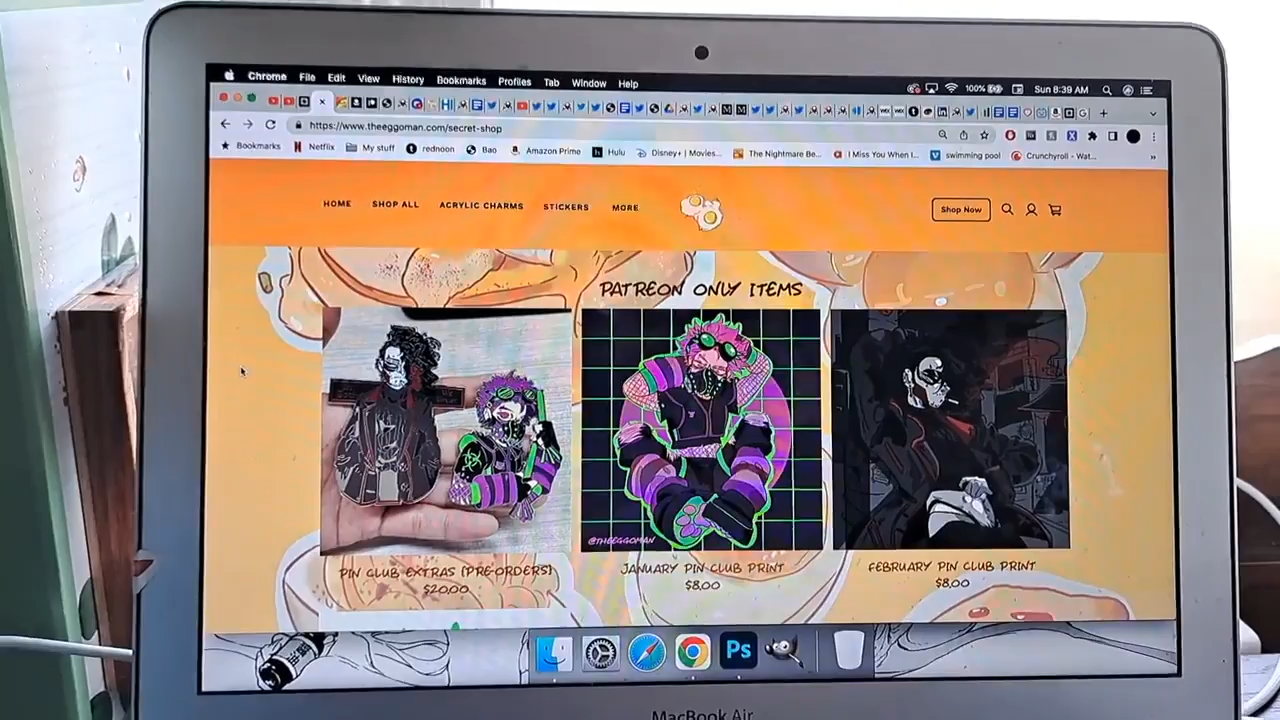 Chrome File Edit View History Bookmarks Profiles Tab Window Help 100% Sun 8:39 AM
https://www.theeggoman.com/secret-shop
Bookmarks Netflix My stuff rednoon Bao Amazon Prime Hulu Disney+ | Movies... The Nightmare Be... I Miss You When I... swimming pool Crunchyroll - Wat... »
HOME SHOP ALL ACRYLIC CHARMS STICKERS MORE Shop Now
PATREON ONLY ITEMS
@THEEGGOMAN
PIN CLUB EXTRAS [PRE-ORDERS] JANUARY PIN CLUB PRINT FEBRUARY PIN CLUB PRINT
$20.00 $8.00 $8.00
Ps
MacBook Air